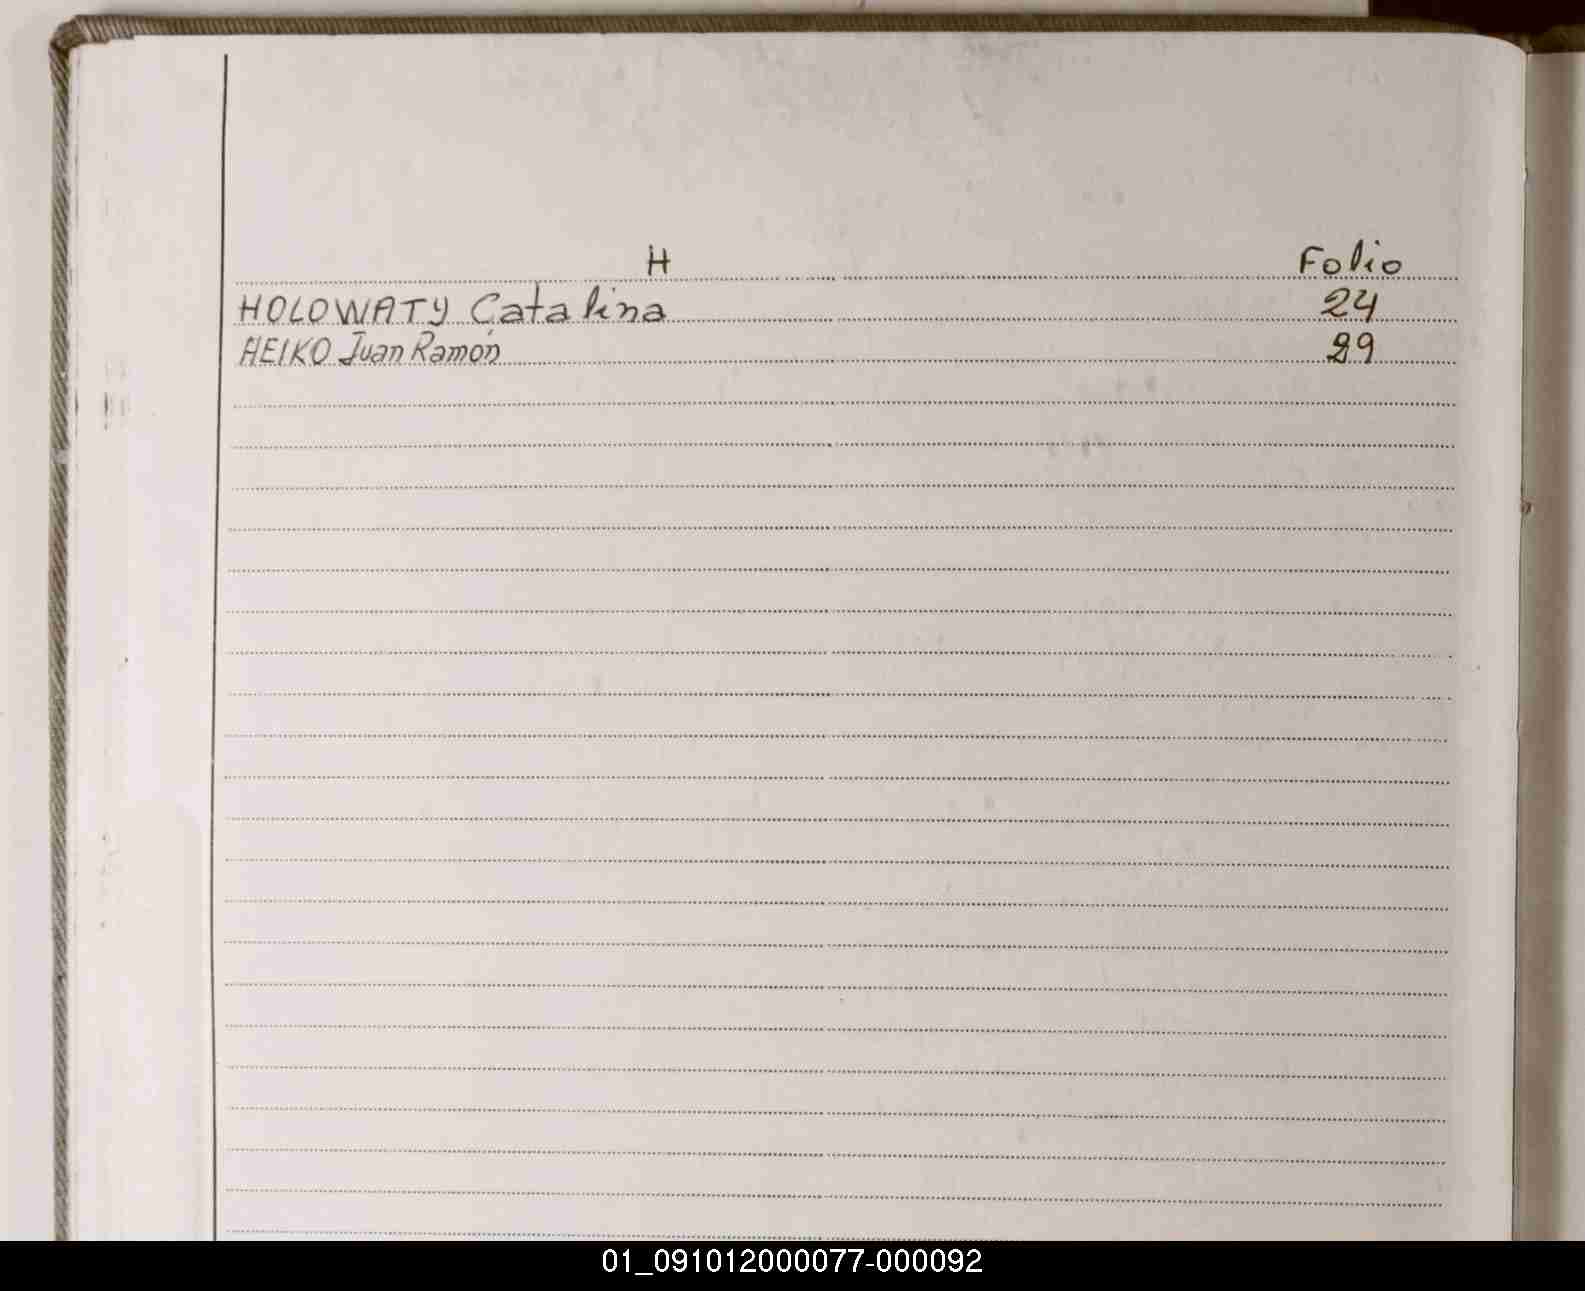 H Folio
HOLOWATY Catalina 24
HEIKO Juan Ramón 29
01_091012000077-000092